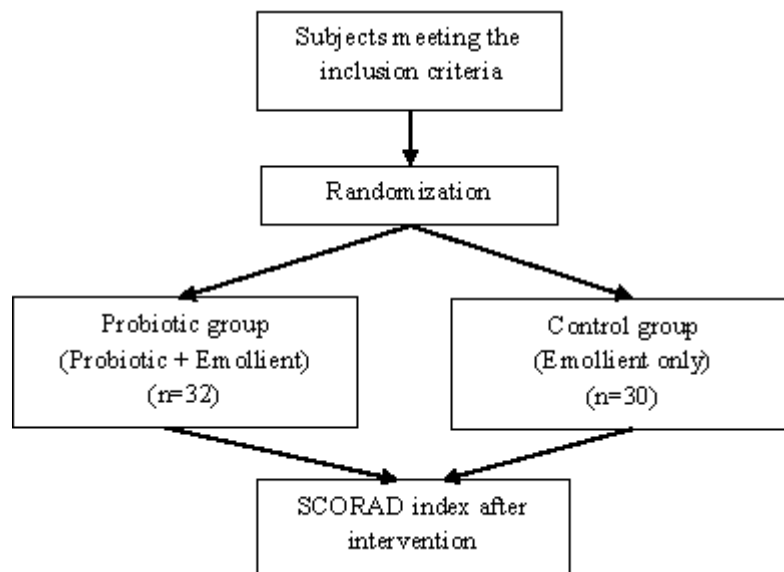 Subjects meeting the
inclusion criteria
Randomization
Probiotic group
(Probiotic + Emollient)
(n=32)
Control group
(Emollient only)
(n=30)
SCORAD index after
intervention